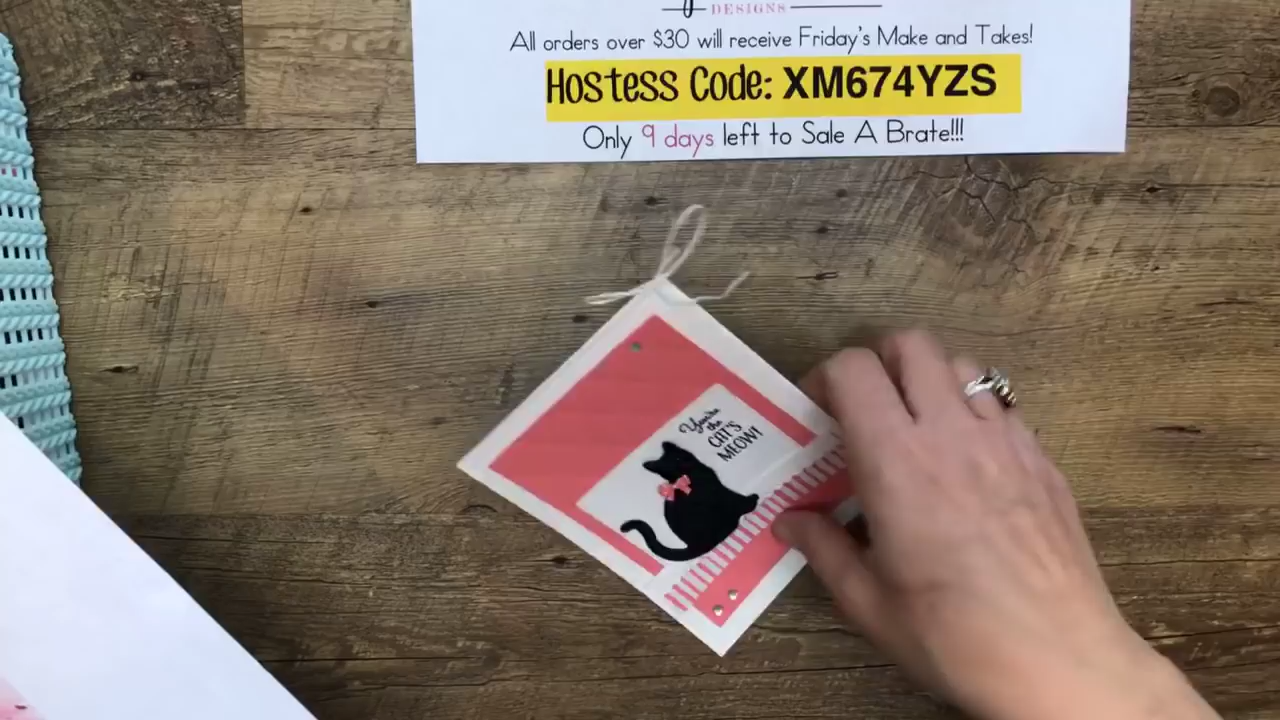 DESIGNS
All orders over $30 will receive Friday's Make and Takes!
Hostess Code: XM674YZS
Only 9 days left to Sale A Brate!!!
You're
the
CAT'S
MEOW!